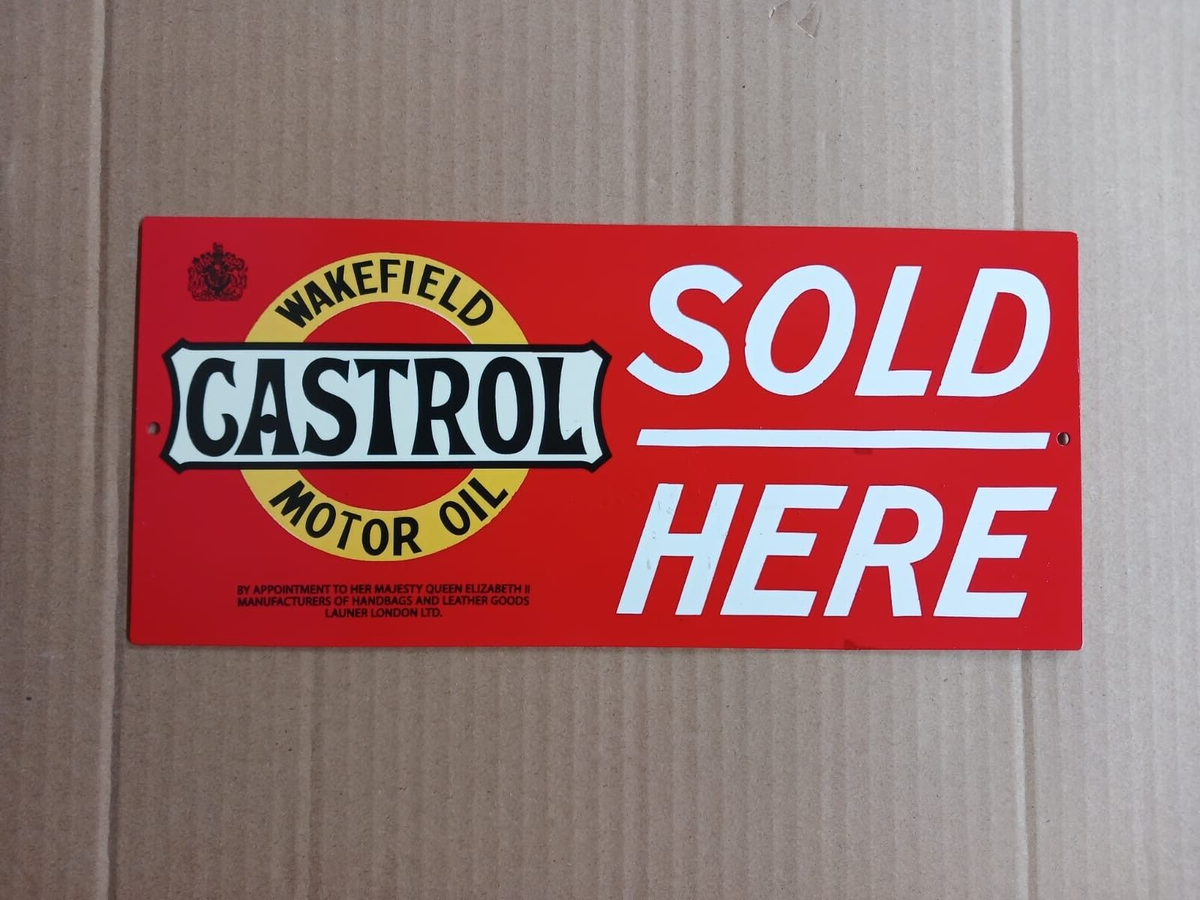 WAKEFIELD
CASTROL
MOTOR OIL
BY APPOINTMENT TO HER MAJESTY QUEEN ELIZABETH II
MANUFACTURERS OF HANDBAGS AND LEATHER GOODS
LAUNER LONDON LTD.
SOLD
HERE